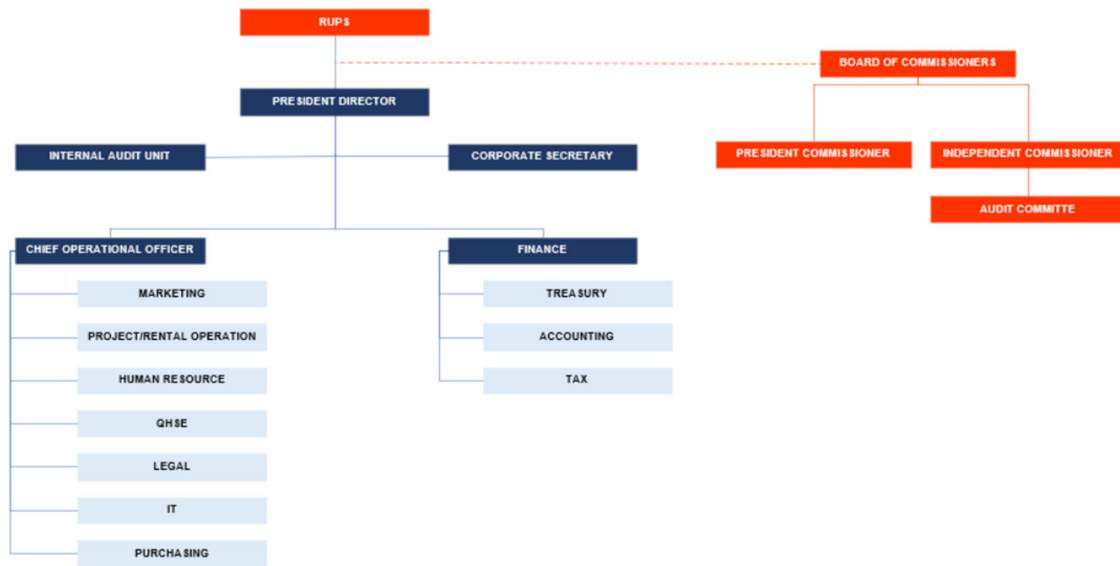 RUPS
BOARD OF COMMISSIONERS
PRESIDENT DIRECTOR
INTERNAL AUDIT UNIT
CORPORATE SECRETARY
PRESIDENT COMMISSIONER
INDEPENDENT COMMISSIONER
AUDIT COMMITTE
CHIEF OPERATIONAL OFFICER
MARKETING
PROJECT/RENTAL OPERATION
HUMAN RESOURCE
QHSE
LEGAL
IT
PURCHASING
FINANCE
TREASURY
ACCOUNTING
TAX